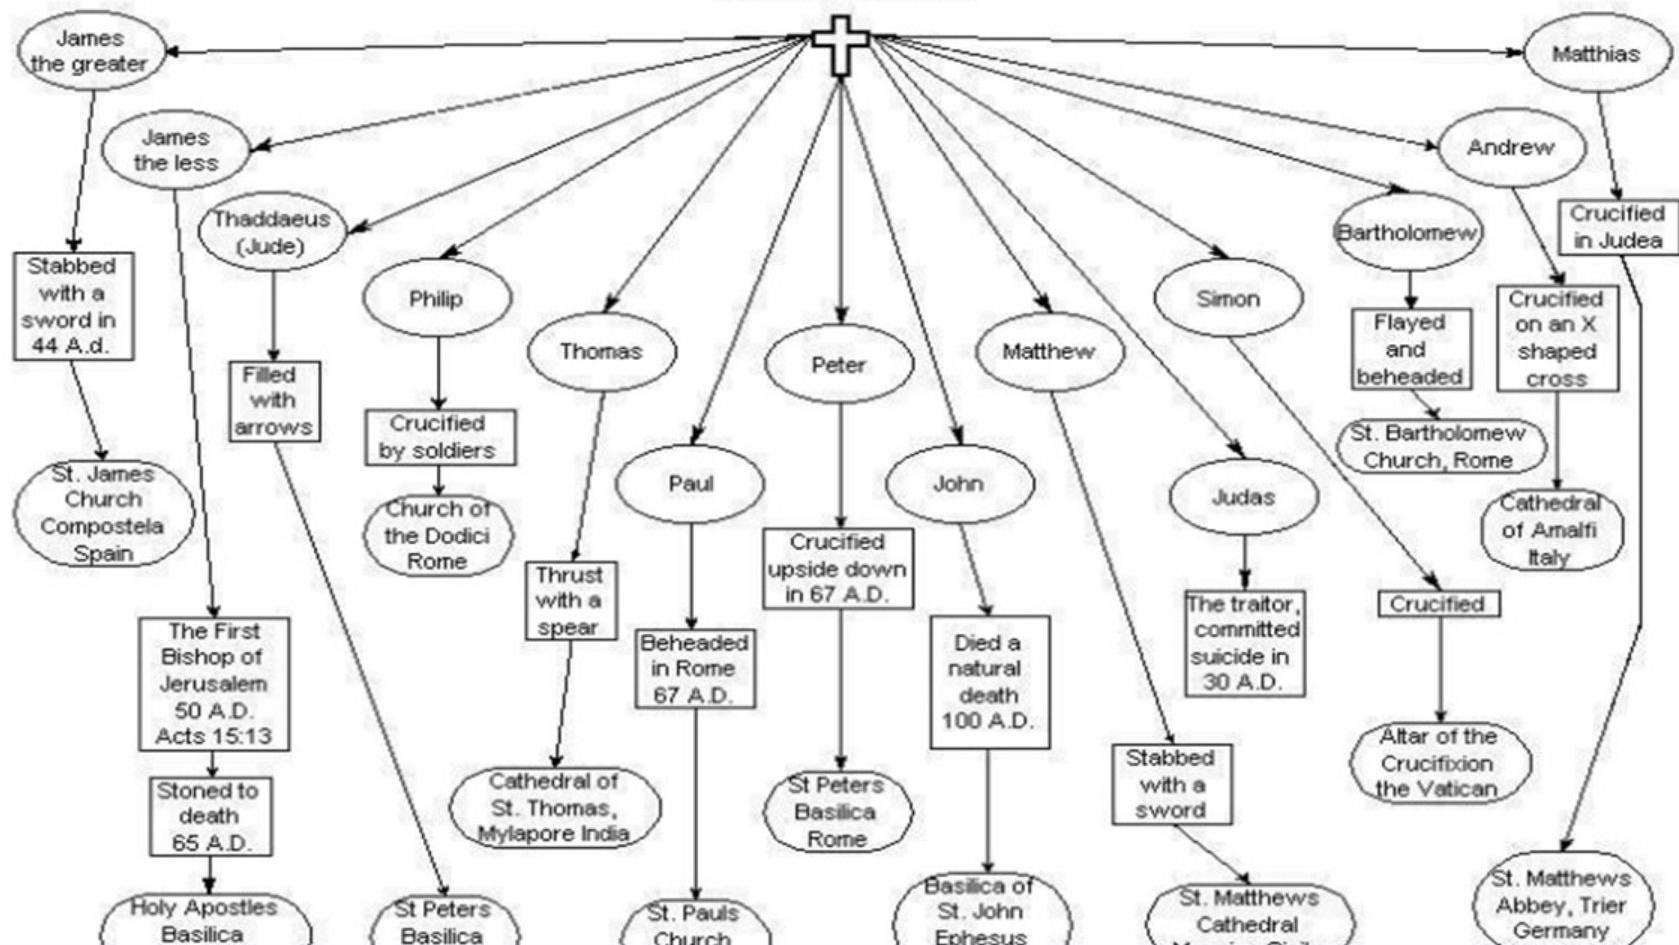 James
the greater
Matthias
James
the less
Andrew
Thaddaeus
(Jude)
Bartholomew
Crucified
in Judea
Philip
Simon
Stabbed
with a
sword in
44 A.d.
Thomas
Peter
Matthew
Flayed
and
beheaded
Crucified
on an X
shaped
cross
Filled
with
arrows
Crucified
by soldiers
St. Bartholomew
Church, Rome
St. James
Church
Compostela
Spain
Church of
the Dodici
Rome
Paul
John
Judas
Cathedral
of Amalfi
Italy
Thrust
with a
spear
Crucified
upside down
in 67 A.D.
The traitor,
committed
suicide in
30 A.D.
Crucified
The First
Bishop of
Jerusalem
50 A.D.
Acts 15:13
Beheaded
in Rome
67 A.D.
Died a
natural
death
100 A.D.
Stoned to
death
65 A.D.
Cathedral of
St. Thomas,
Mylapore India
St Peters
Basilica
Rome
Stabbed
with a
sword
Altar of the
Crucifixion
the Vatican
Holy Apostles
Basilica
St Peters
Basilica
St. Pauls
Church
Basilica of
St. John
Ephesus
St. Matthews
Cathedral
St. Matthews
Abbey, Trier
Germany